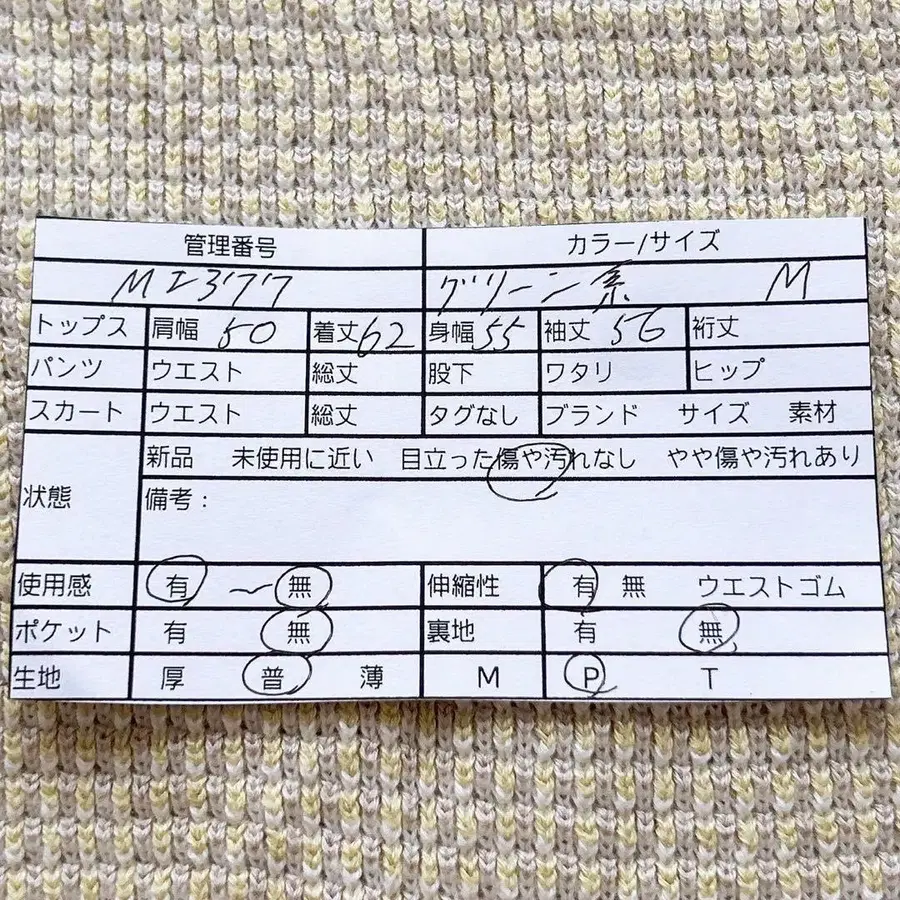 管理番号 カラー/サイズ
MI377 グリーン系 M
トップス 肩幅 50 着丈 62 身幅 55 袖丈 56 裄丈
パンツ ウエスト 総丈 股下 ワタリ ヒップ
スカート ウエスト 総丈 タグなし ブランド サイズ 素材
状態 新品 未使用に近い 目立った傷や汚れなし やや傷や汚れあり
備考：
使用感 有 〜 無 伸縮性 有 無 ウエストゴム
ポケット 有 無 裏地 有 無
生地 厚 普 薄 M P T